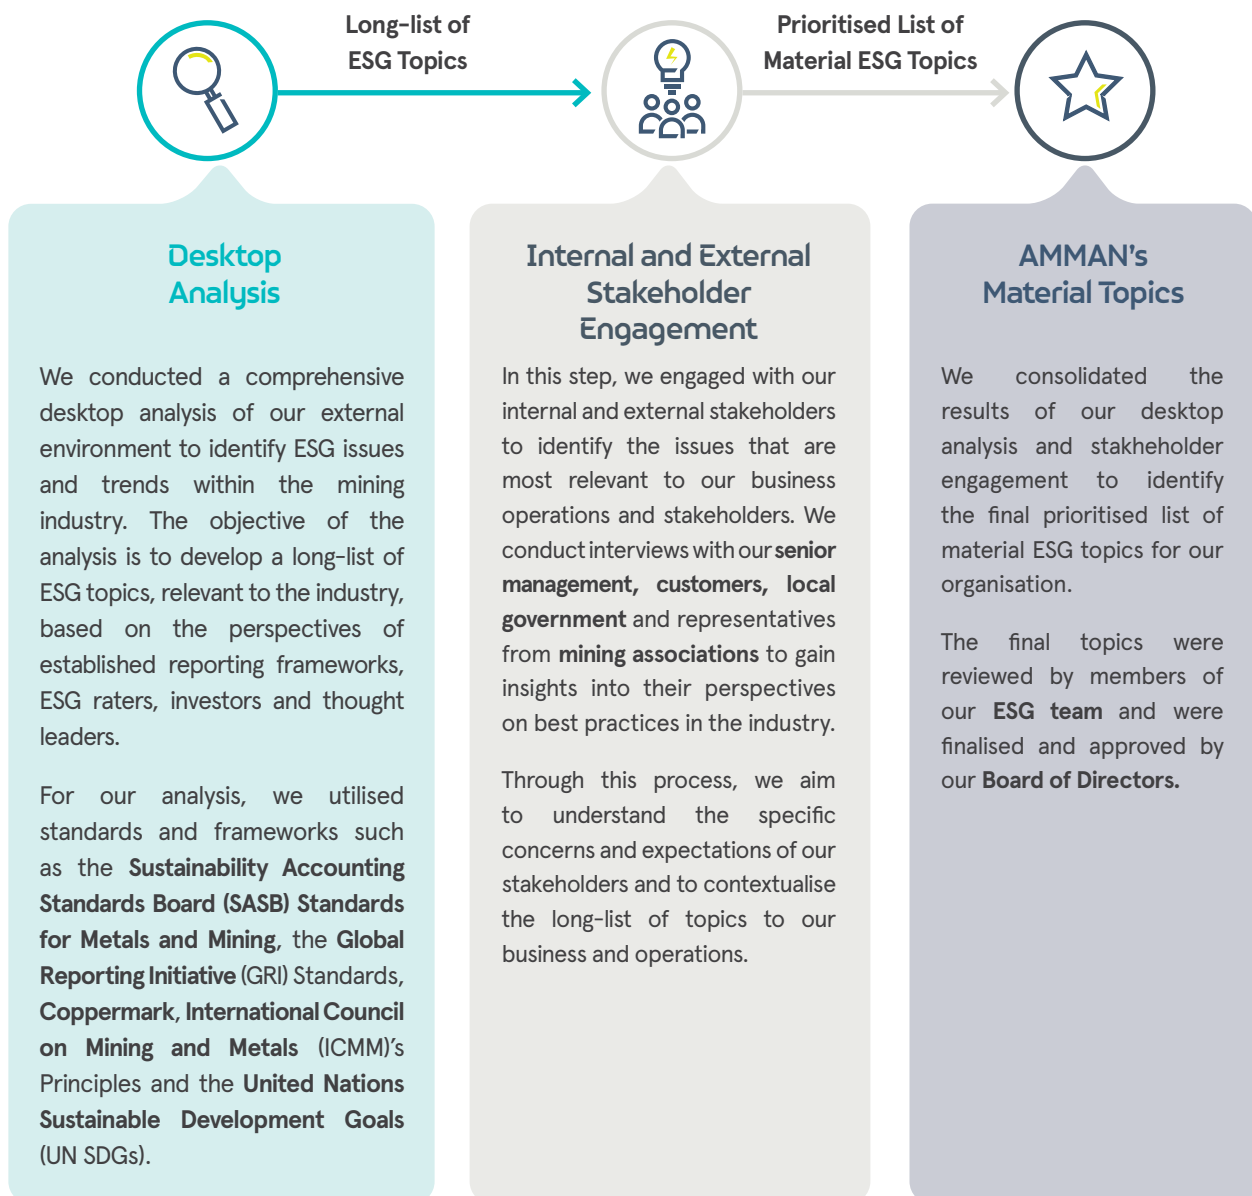 Long-list of
ESG Topics
Prioritised List of
Material ESG Topics
Desktop
Analysis
We conducted a comprehensive
desktop analysis of our external
environment to identify ESG issues
and trends within the mining
industry. The objective of the
analysis is to develop a long-list of
ESG topics, relevant to the industry,
based on the perspectives of
established reporting frameworks,
ESG raters, investors and thought
leaders.
For our analysis, we utilised
standards and frameworks such
as the Sustainability Accounting
Standards Board (SASB) Standards
for Metals and Mining, the Global
Reporting Initiative (GRI) Standards,
Coppermark, International Council
on Mining and Metals (ICMM)'s
Principles and the United Nations
Sustainable Development Goals
(UN SDGs).
Internal and External
Stakeholder
Engagement
In this step, we engaged with our
internal and external stakeholders
to identify the issues that are
most relevant to our business
operations and stakeholders. We
conduct interviews with our senior
management, customers, local
government and representatives
from mining associations to gain
insights into their perspectives
on best practices in the industry.
Through this process, we aim
to understand the specific
concerns and expectations of our
stakeholders and to contextualise
the long-list of topics to our
business and operations.
AMMAN's
Material Topics
We consolidated the
results of our desktop
analysis and stakheholder
engagement to identify
the final prioritised list of
material ESG topics for our
organisation.
The final topics were
reviewed by members of
our ESG team and were
finalised and approved by
our Board of Directors.